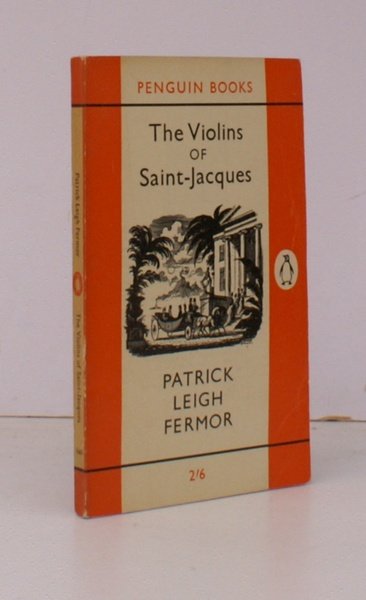 PENGUIN BOOKS
The Violins
OF
Saint-Jacques
PATRICK
LEIGH
FERMOR
2/6
Patrick Leigh Fermor
The Violins of Saint-Jacques